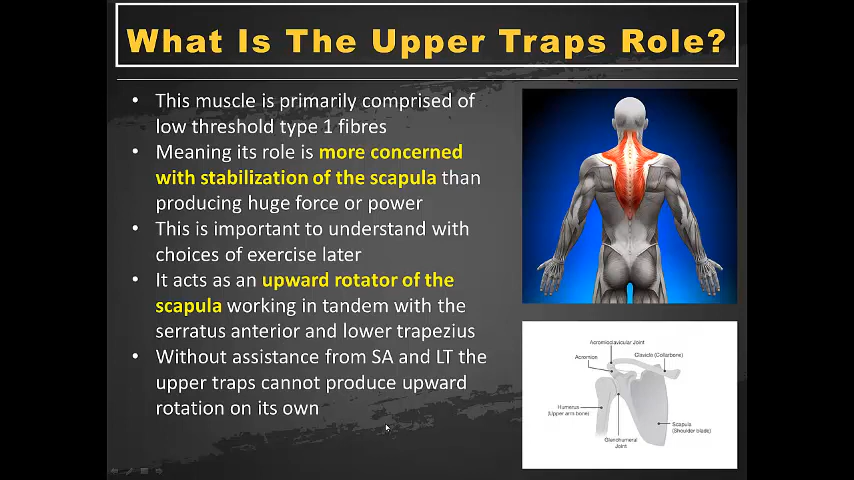 What Is The Upper Traps Role?
• This muscle is primarily comprised of
low threshold type 1 fibres
• Meaning its role is more concerned
with stabilization of the scapula than
producing huge force or power
• This is important to understand with
choices of exercise later
• It acts as an upward rotator of the
scapula working in tandem with the
serratus anterior and lower trapezius
• Without assistance from SA and LT the
upper traps cannot produce upward
rotation on its own
Acromioclavicular Joint
Acromion
Clavicle (Collarbone)
Humerus
(Upper arm bone)
Scapula
(Shoulder blade)
Glenohumeral
Joint